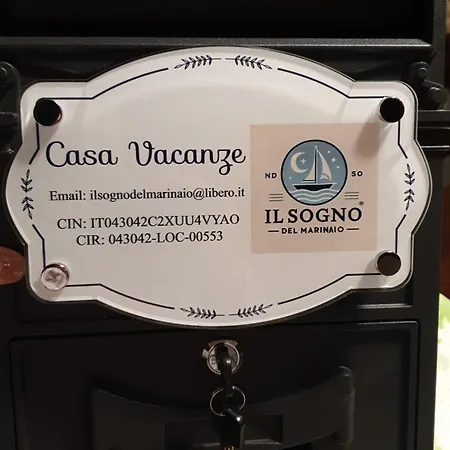 Casa Vacanze
Email: ilsognodelmarinaio@libero.it
CIN: IT043042C2XUU4VYAO
CIR: 043042-LOC-00553
ND 50
IL SOGNO®
DEL MARINAIO